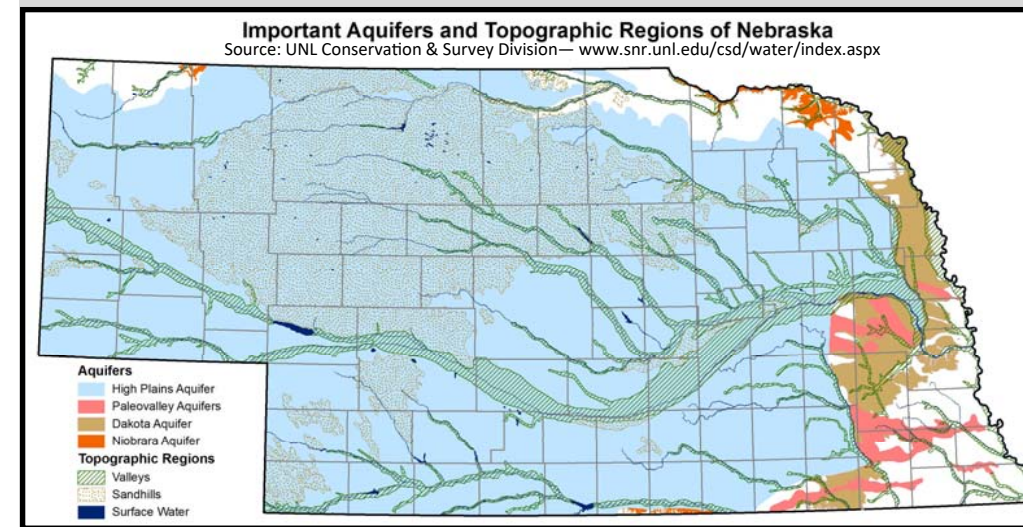 Important Aquifers and Topographic Regions of Nebraska
Source: UNL Conservation & Survey Division— www.snr.unl.edu/csd/water/index.aspx
Aquifers
High Plains Aquifer
Paleovalley Aquifers
Dakota Aquifer
Niobrara Aquifer
Topographic Regions
Valleys
Sandhills
Surface Water